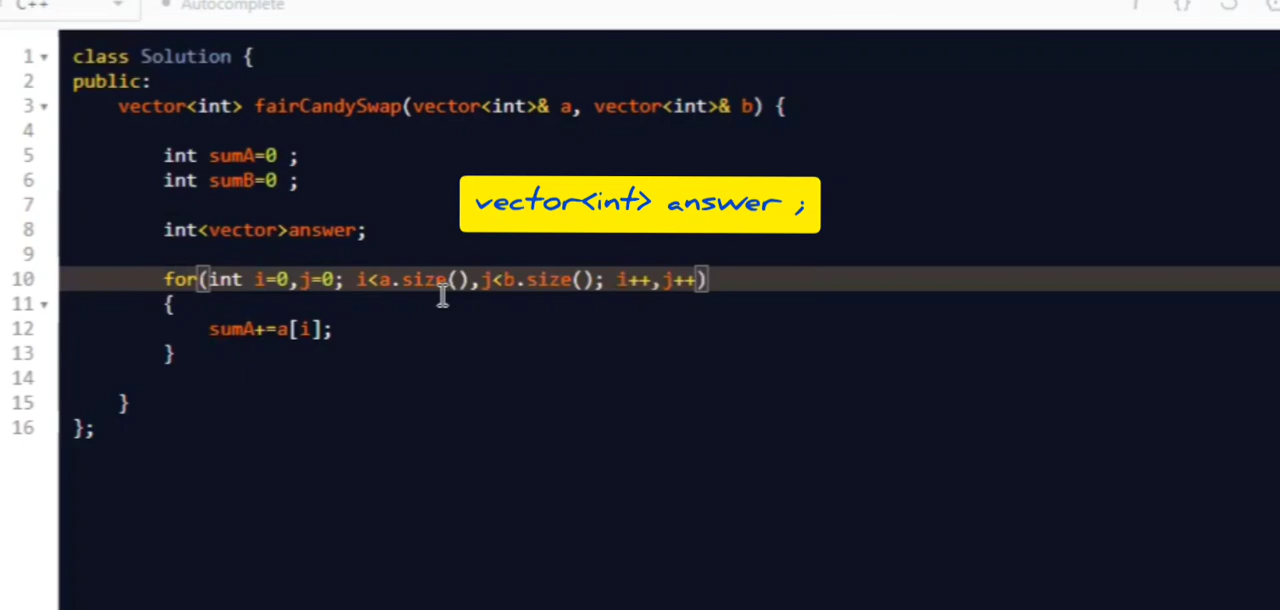 C++ Autocomplete
1 class Solution {
2 public:
3 vector<int> fairCandySwap(vector<int>& a, vector<int>& b) {
4
5 int sumA=0 ;
6 int sumB=0 ;
7 vector<int> answer ;
8 int<vector>answer;
9
10 for(int i=0,j=0; i<a.size(),j<b.size(); i++,j++)
11 {
12 sumA+=a[i];
13 }
14
15 }
16 };